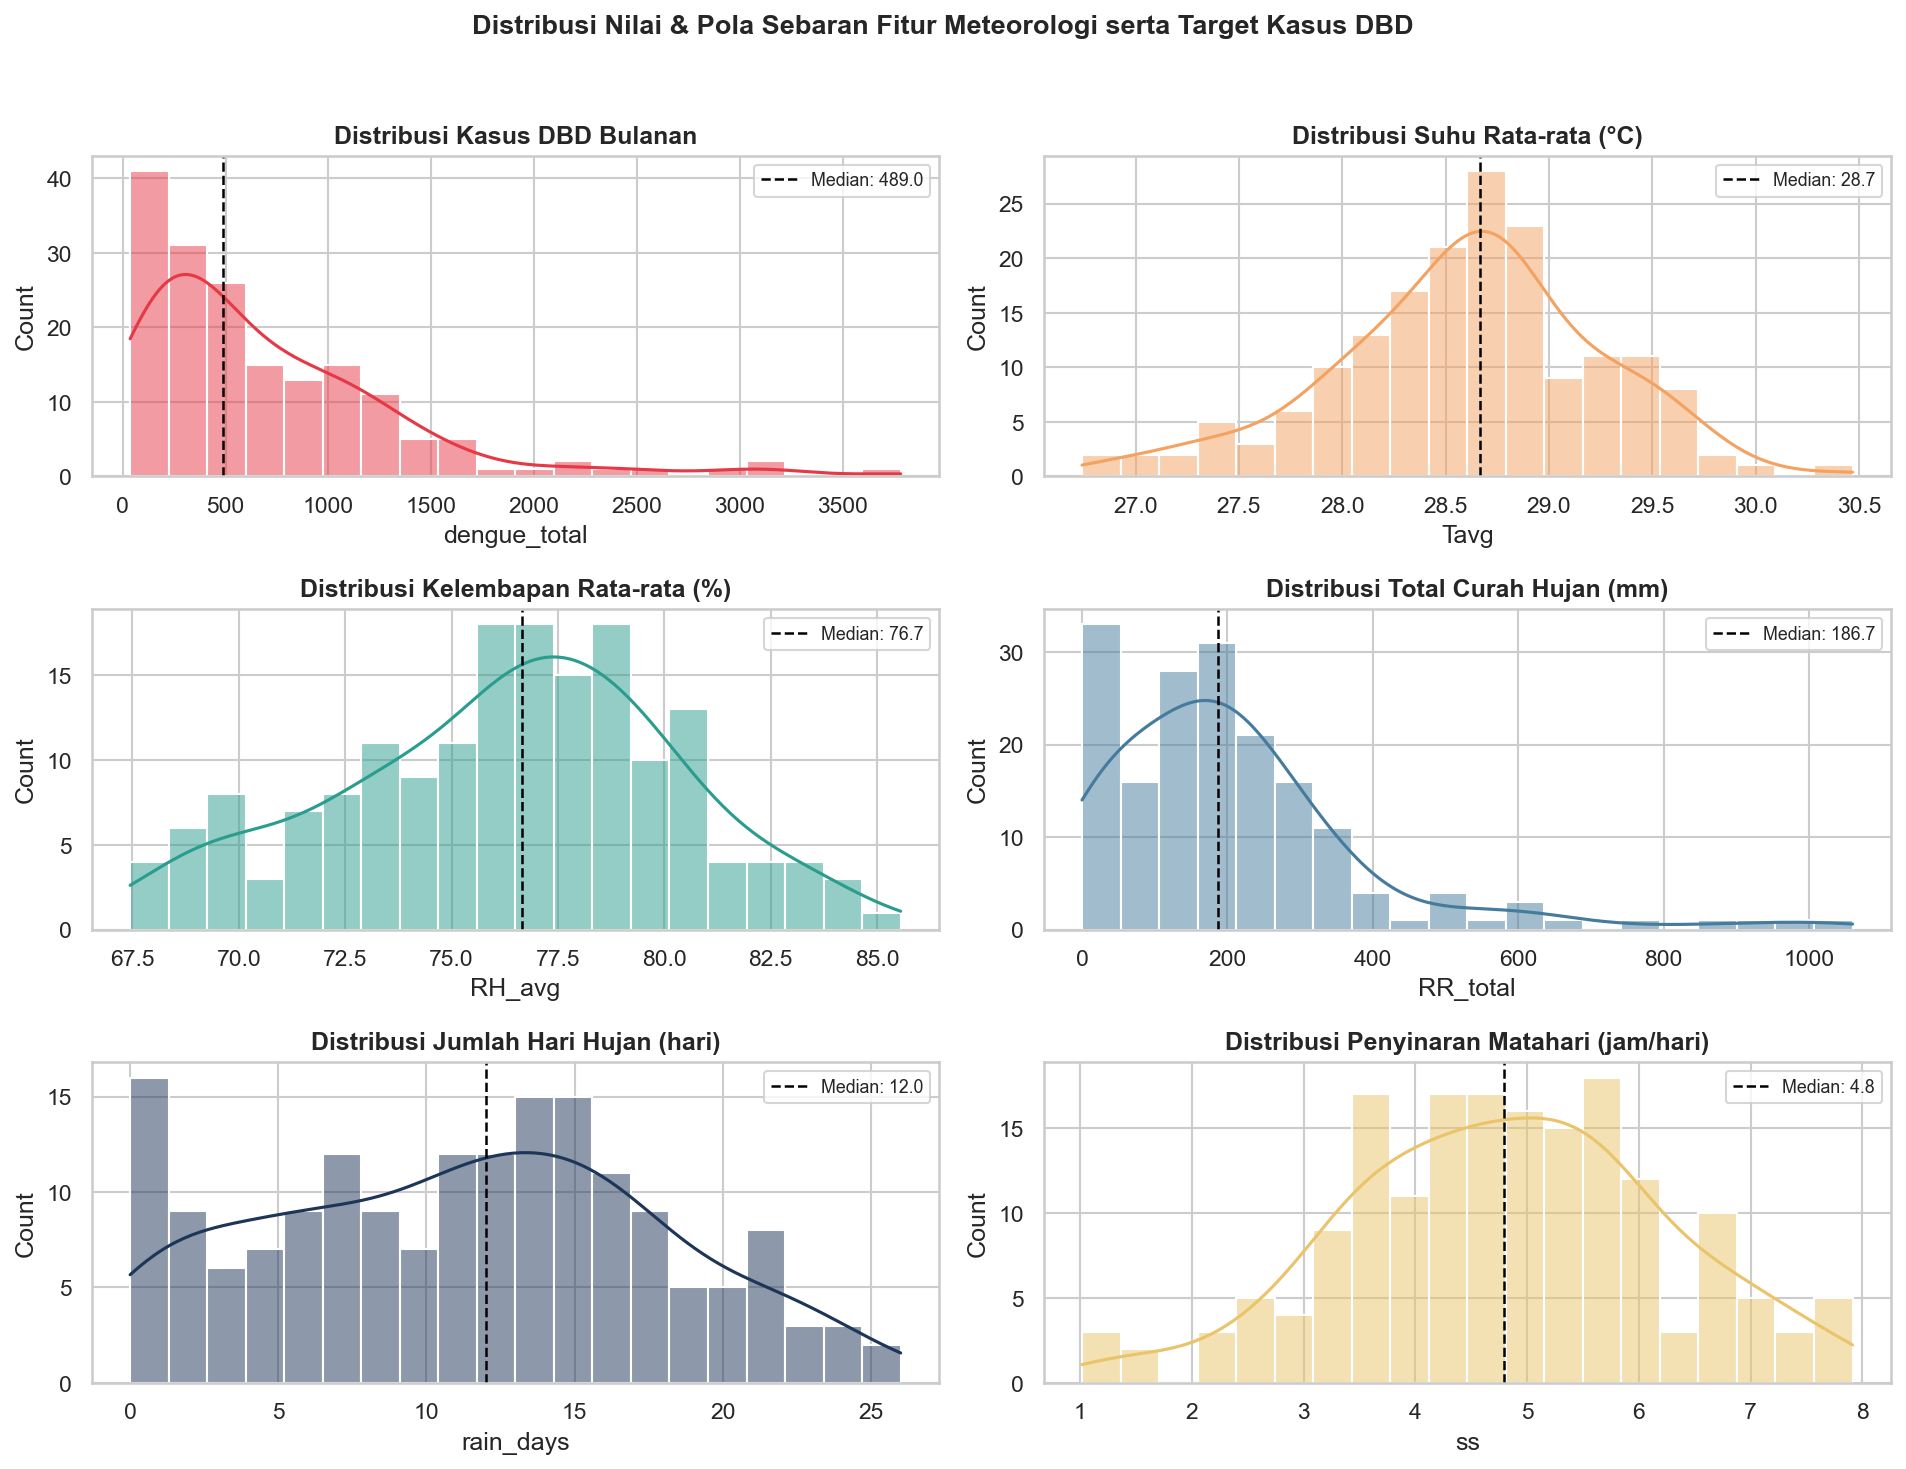 Distribusi Nilai & Pola Sebaran Fitur Meteorologi serta Target Kasus DBD
Distribusi Kasus DBD Bulanan
Median: 489.0
Count
40
30
20
10
0
0 500 1000 1500 2000 2500 3000 3500
dengue_total
Distribusi Suhu Rata-rata (°C)
Median: 28.7
Count
25
20
15
10
5
0
27.0 27.5 28.0 28.5 29.0 29.5 30.0 30.5
Tavg
Distribusi Kelembapan Rata-rata (%)
Median: 76.7
Count
15
10
5
0
67.5 70.0 72.5 75.0 77.5 80.0 82.5 85.0
RH_avg
Distribusi Total Curah Hujan (mm)
Median: 186.7
Count
30
20
10
0
0 200 400 600 800 1000
RR_total
Distribusi Jumlah Hari Hujan (hari)
Median: 12.0
Count
15
10
5
0
0 5 10 15 20 25
rain_days
Distribusi Penyinaran Matahari (jam/hari)
Median: 4.8
Count
15
10
5
0
1 2 3 4 5 6 7 8
ss